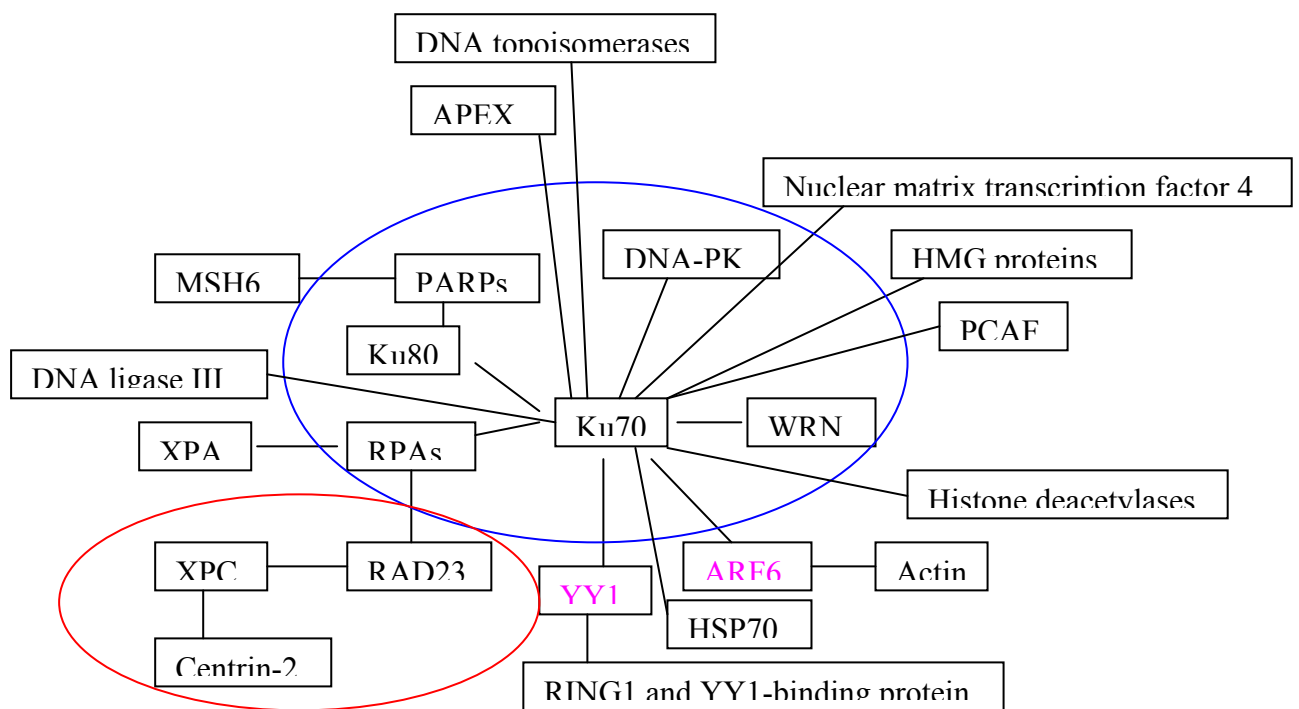 DNA topoisomerases
APEX
Nuclear matrix transcription factor 4
DNA-PK
HMG proteins
MSH6
PARPs
PCAF
Ku80
DNA ligase III
Ku70
WRN
XPA
RPAs
Histone deacetylases
XPC
RAD23
YY1
ARF6
Actin
HSP70
Centrin-2
RING1 and YY1-binding protein